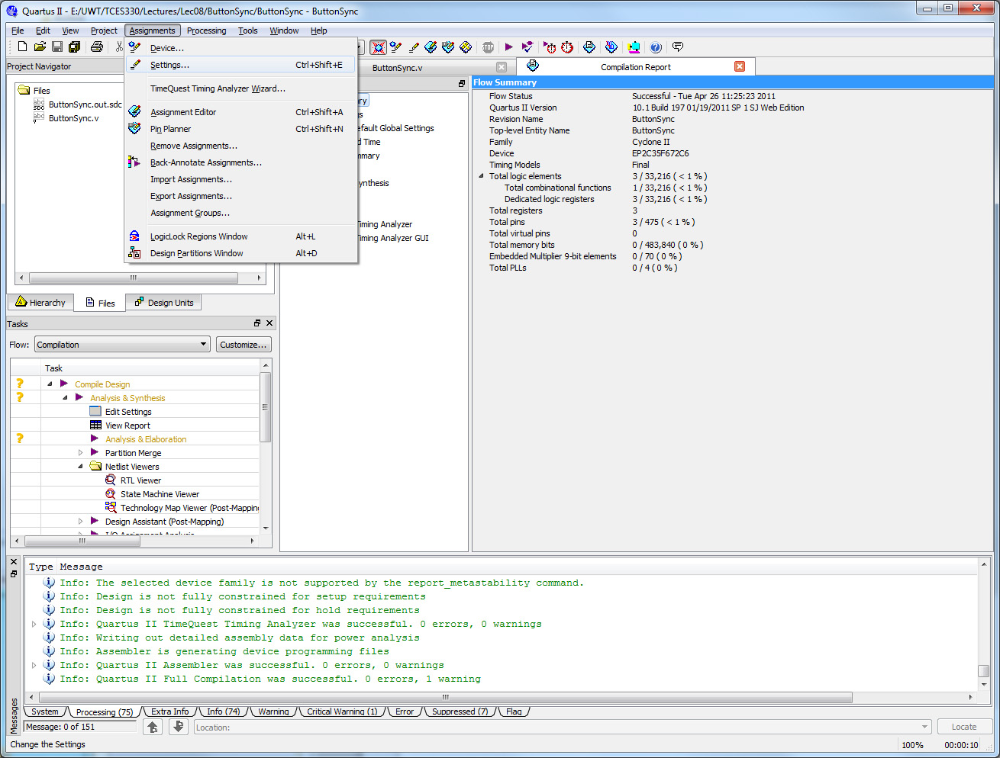 Quartus II - E:/UWT/TCES330/Lectures/Lec08/ButtonSync/ButtonSync - ButtonSync
File Edit View Project Assignments Processing Tools Window Help
Project Navigator
Files
ButtonSync.out.sdc
ButtonSync.v
Device...
Settings... Ctrl+Shift+E
TimeQuest Timing Analyzer Wizard...
Assignment Editor Ctrl+Shift+A
Pin Planner Ctrl+Shift+N
Remove Assignments...
Back-Annotate Assignments...
Import Assignments...
Export Assignments...
Assignment Groups...
LogicLock Regions Window Alt+L
Design Partitions Window Alt+D
Hierarchy Files Design Units
ButtonSync.v
Compilation Report
efault Global Settings
d Time
mmary
ynthesis
iming Analyzer
iming Analyzer GUI
Flow Summary
Flow Status Successful - Tue Apr 26 11:25:23 2011
Quartus II Version 10.1 Build 197 01/19/2011 SP 1 SJ Web Edition
Revision Name ButtonSync
Top-level Entity Name ButtonSync
Family Cyclone II
Device EP2C35F672C6
Timing Models Final
Total logic elements 3 / 33,216 ( < 1 % )
Total combinational functions 1 / 33,216 ( < 1 % )
Dedicated logic registers 3 / 33,216 ( < 1 % )
Total registers 3
Total pins 3 / 475 ( < 1 % )
Total virtual pins 0
Total memory bits 0 / 483,840 ( 0 % )
Embedded Multiplier 9-bit elements 0 / 70 ( 0 % )
Total PLLs 0 / 4 ( 0 % )
Tasks
Flow: Compilation Customize...
Task
Compile Design
Analysis & Synthesis
Edit Settings
View Report
Analysis & Elaboration
Partition Merge
Netlist Viewers
RTL Viewer
State Machine Viewer
Technology Map Viewer (Post-Mapping
Design Assistant (Post-Mapping)
I/O Assignment Analysis
Type Message
Info: The selected device family is not supported by the report_metastability command.
Info: Design is not fully constrained for setup requirements
Info: Design is not fully constrained for hold requirements
Info: Quartus II TimeQuest Timing Analyzer was successful. 0 errors, 0 warnings
Info: Writing out detailed assembly data for power analysis
Info: Assembler is generating device programming files
Info: Quartus II Assembler was successful. 0 errors, 0 warnings
Info: Quartus II Full Compilation was successful. 0 errors, 1 warning
System Processing (75) Extra Info Info (74) Warning Critical Warning (1) Error Suppressed (7) Flag
Messages
Message: 0 of 151 Location: Locate
Change the Settings 100% 00:00:10